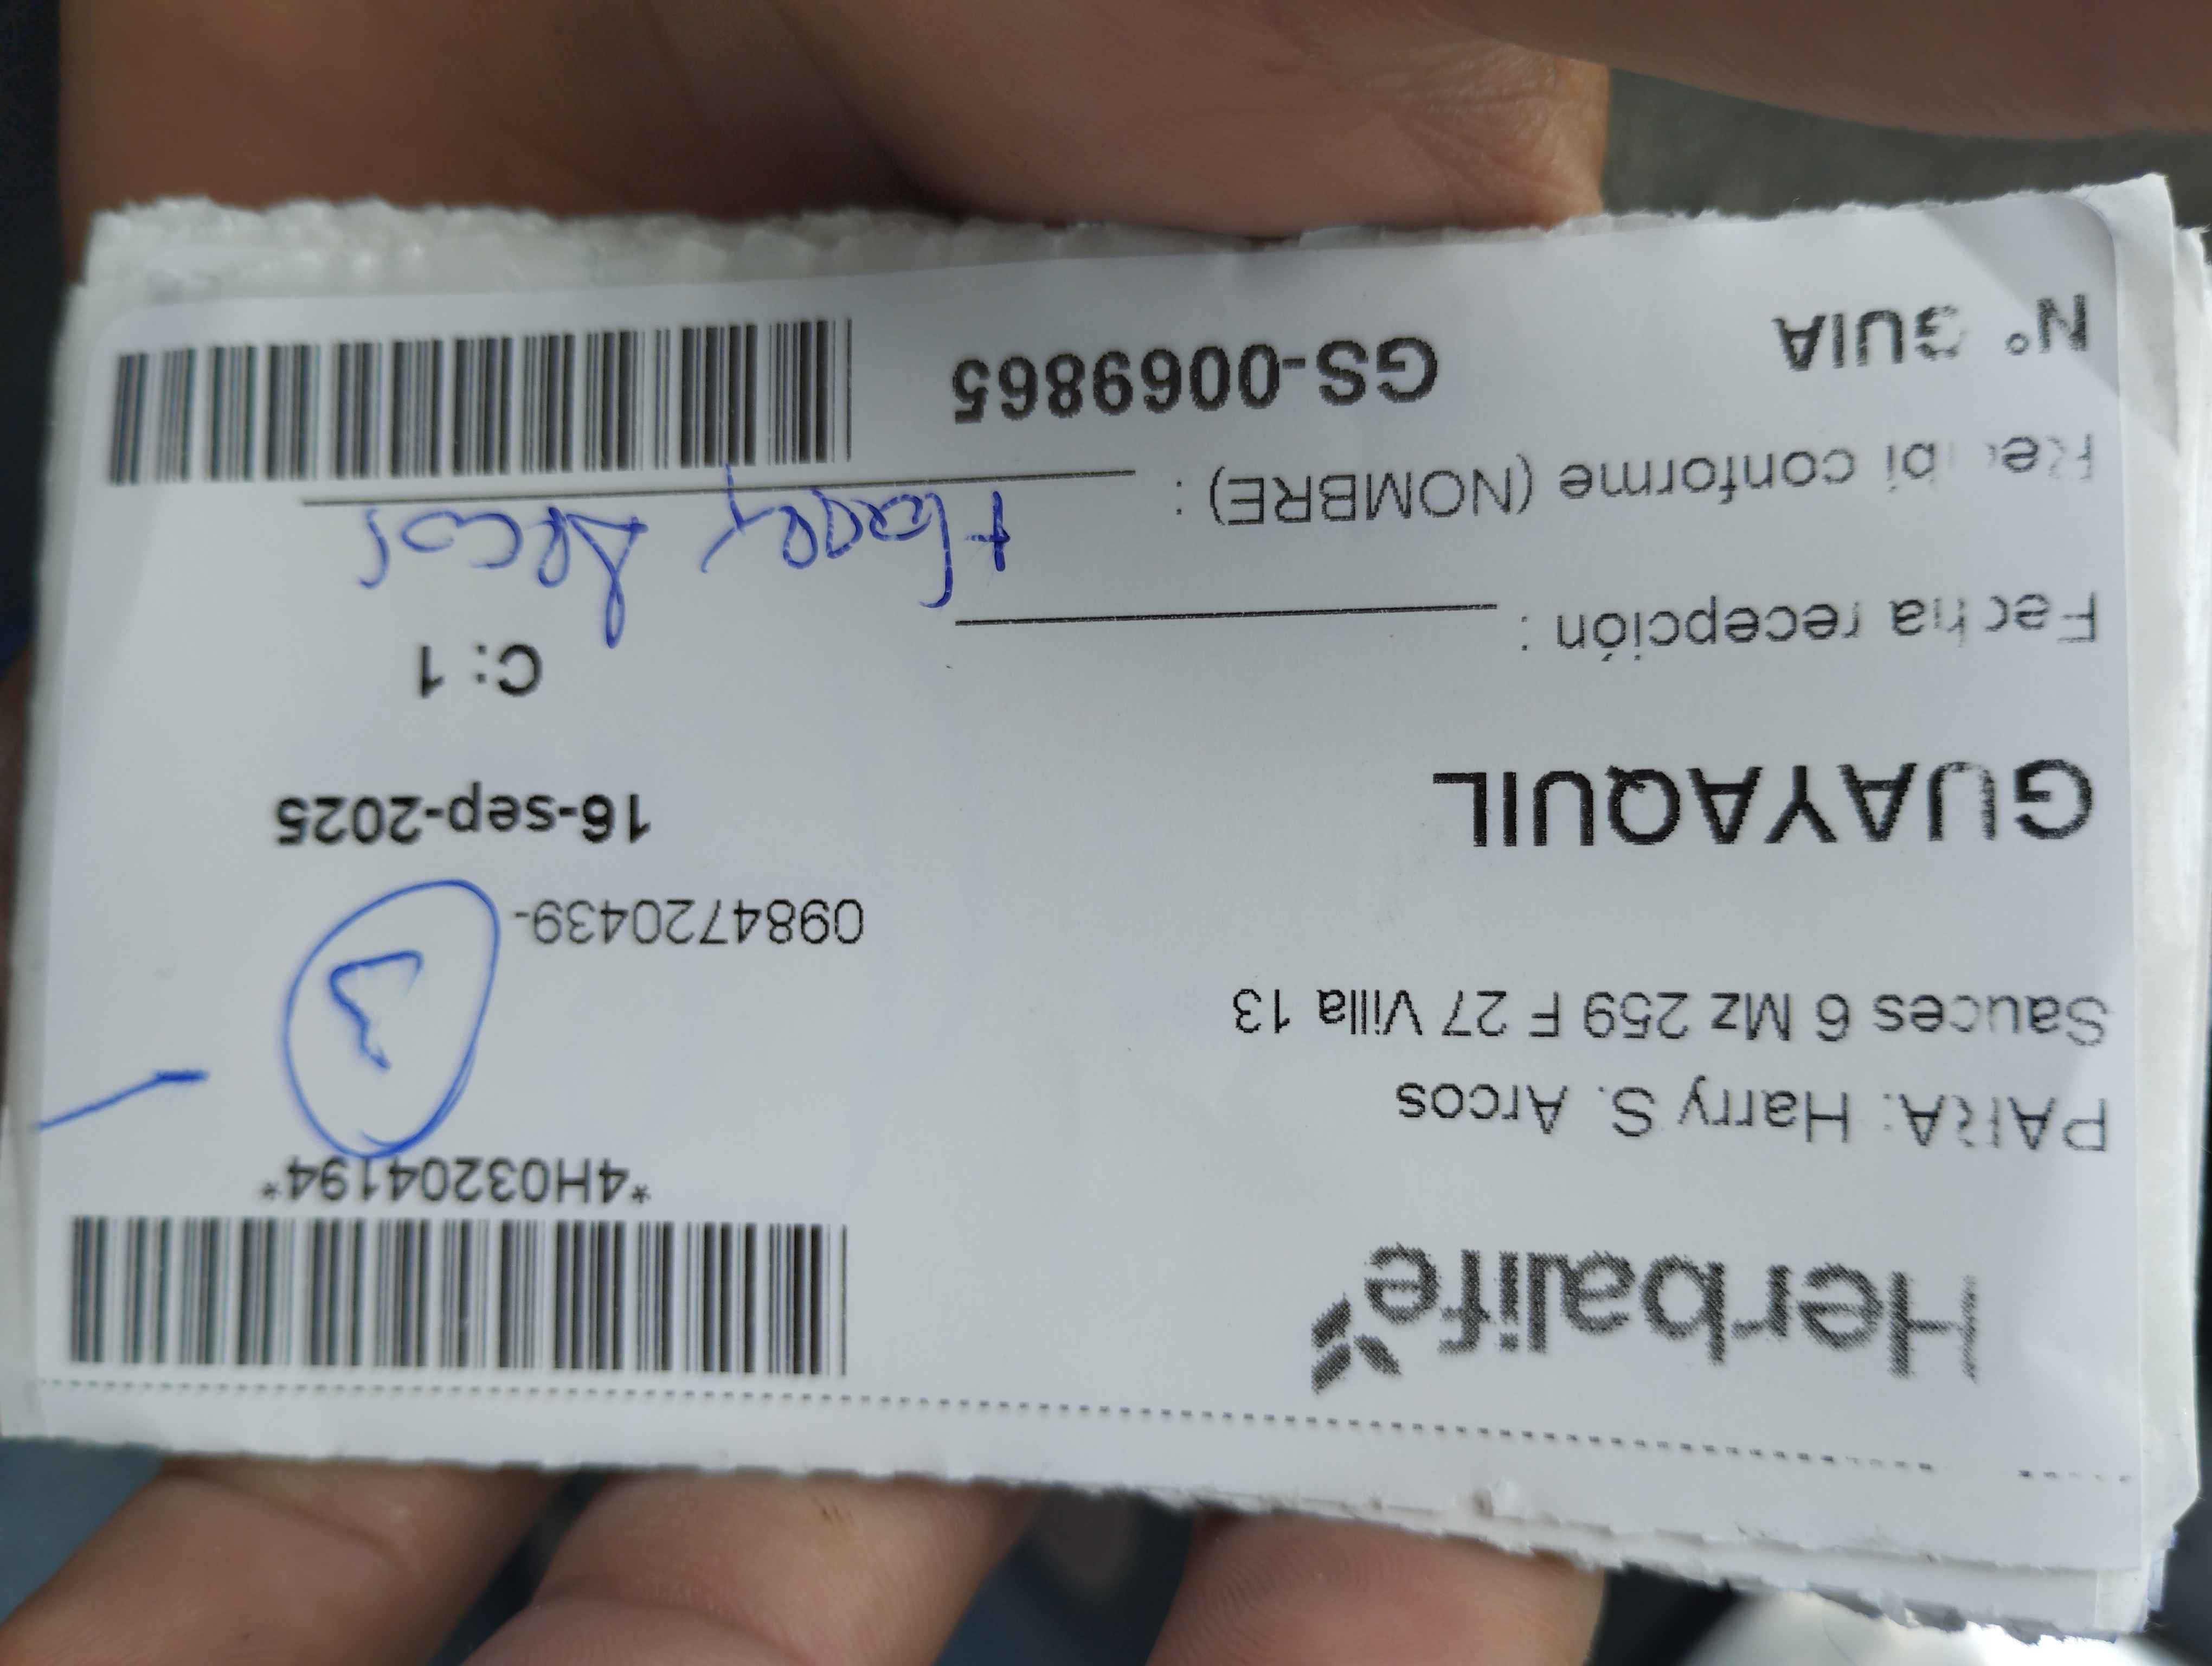 Herbalife
*4H03204194*
PARA: Harry S. Arcos
Sauces 6 Mz 259 F 27 Villa 13
0984720439-
GUAYAQUIL
16-sep-2025
C: 1
Fecha recepción :
Harry Arcos
Recibi conforme (NOMBRE) :
N° GUIA GS-0069865